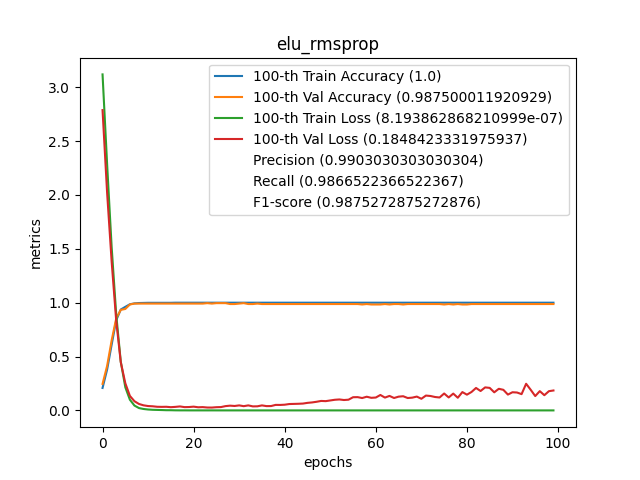 elu_rmsprop
100-th Train Accuracy (1.0)
100-th Val Accuracy (0.987500011920929)
100-th Train Loss (8.193862868210999e-07)
100-th Val Loss (0.1848423331975937)
Precision (0.9903030303030304)
Recall (0.9866522366522367)
F1-score (0.9875272875272876)
3.0
2.5
2.0
1.5
1.0
0.5
0.0
metrics
0 20 40 60 80 100
epochs